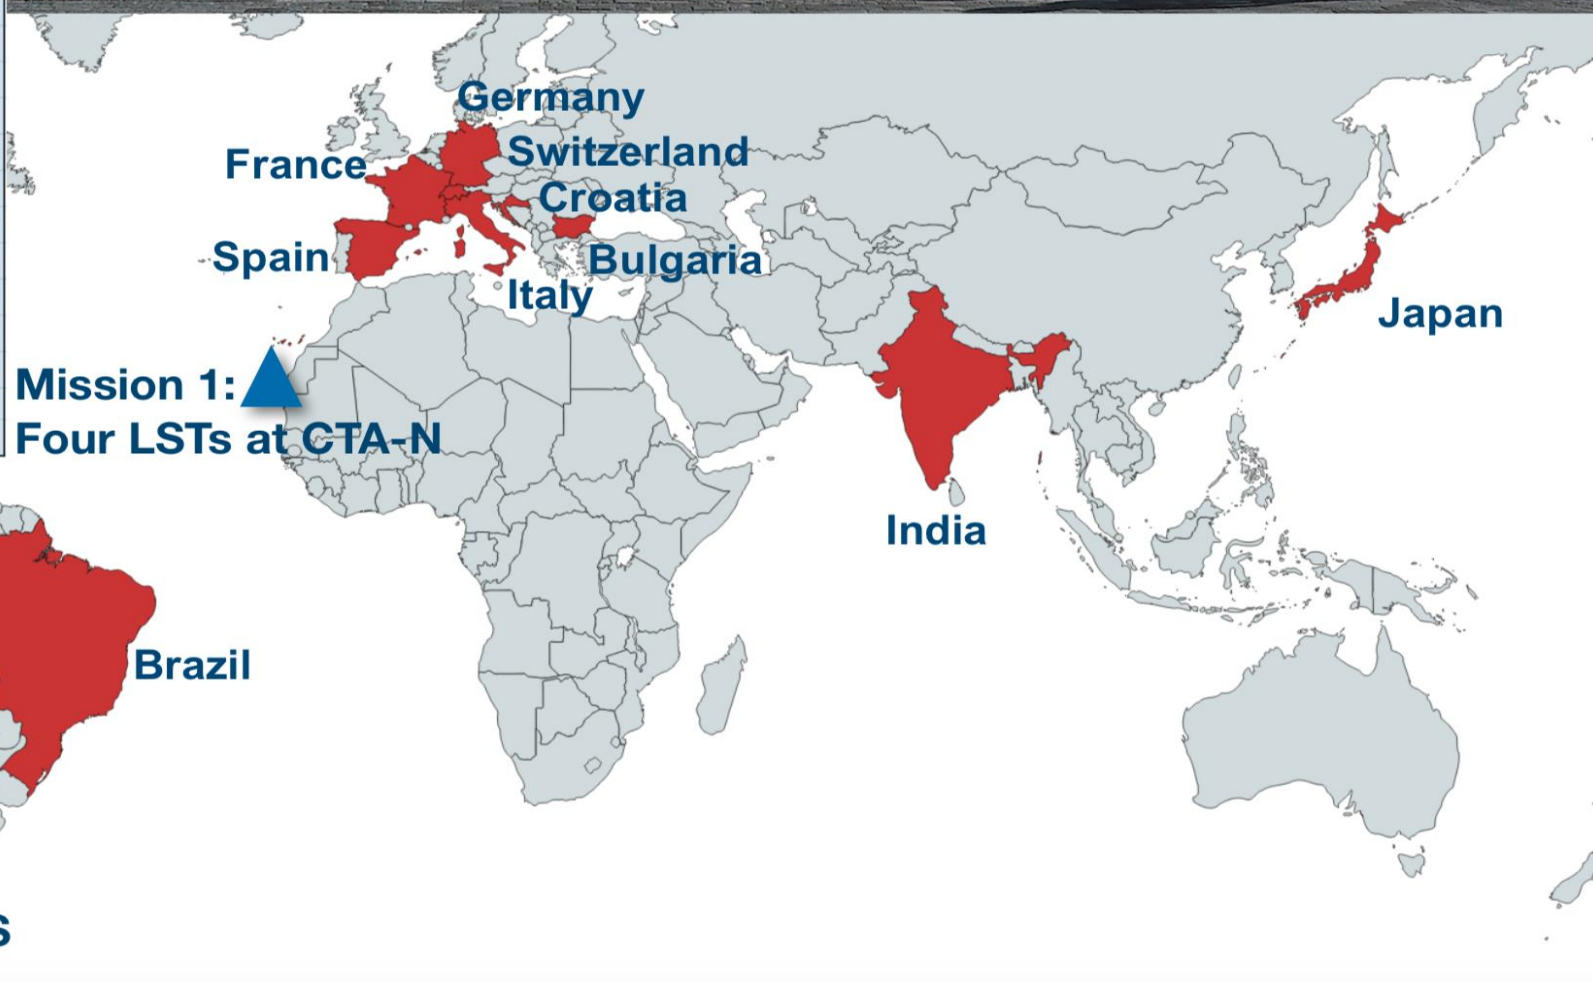 Germany
Switzerland
France
Croatia
Spain
Bulgaria
Italy
Japan
Mission 1:
Four LSTs at CTA-N
India
Brazil